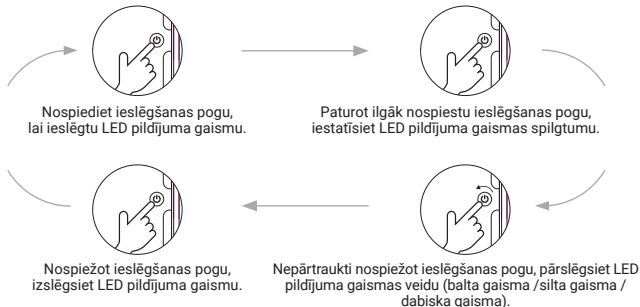 Nospiediet ieslēgšanas pogu,
lai ieslēgtu LED pildījuma gaismu.
Paturot ilgāk nospiestu ieslēgšanas pogu,
iestatīsiet LED pildījuma gaismas spilgtumu.
Nospiežot ieslēgšanas pogu,
izslēgsiet LED pildījuma gaismu.
Nepārtraukti nospiežot ieslēgšanas pogu, pārslēgsiet LED
pildījuma gaismas veidu (balta gaisma /silta gaisma /
dabiska gaisma).